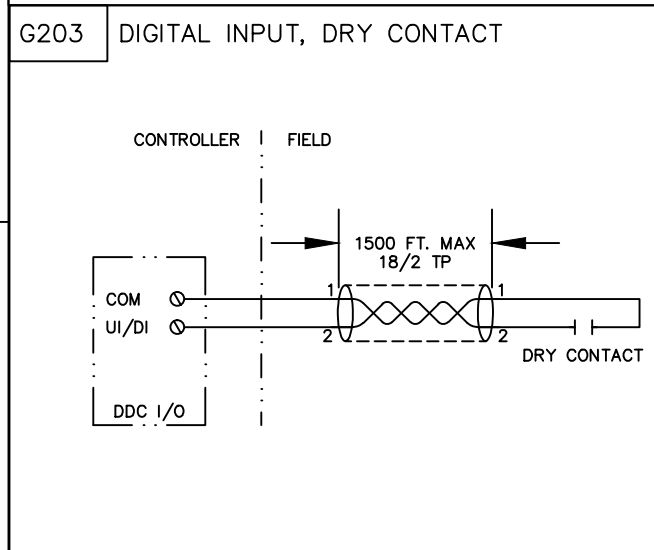 G203 DIGITAL INPUT, DRY CONTACT
CONTROLLER FIELD
1500 FT. MAX
18/2 TP
COM 1 1
UI/DI 2 2
DRY CONTACT
DDC I/O